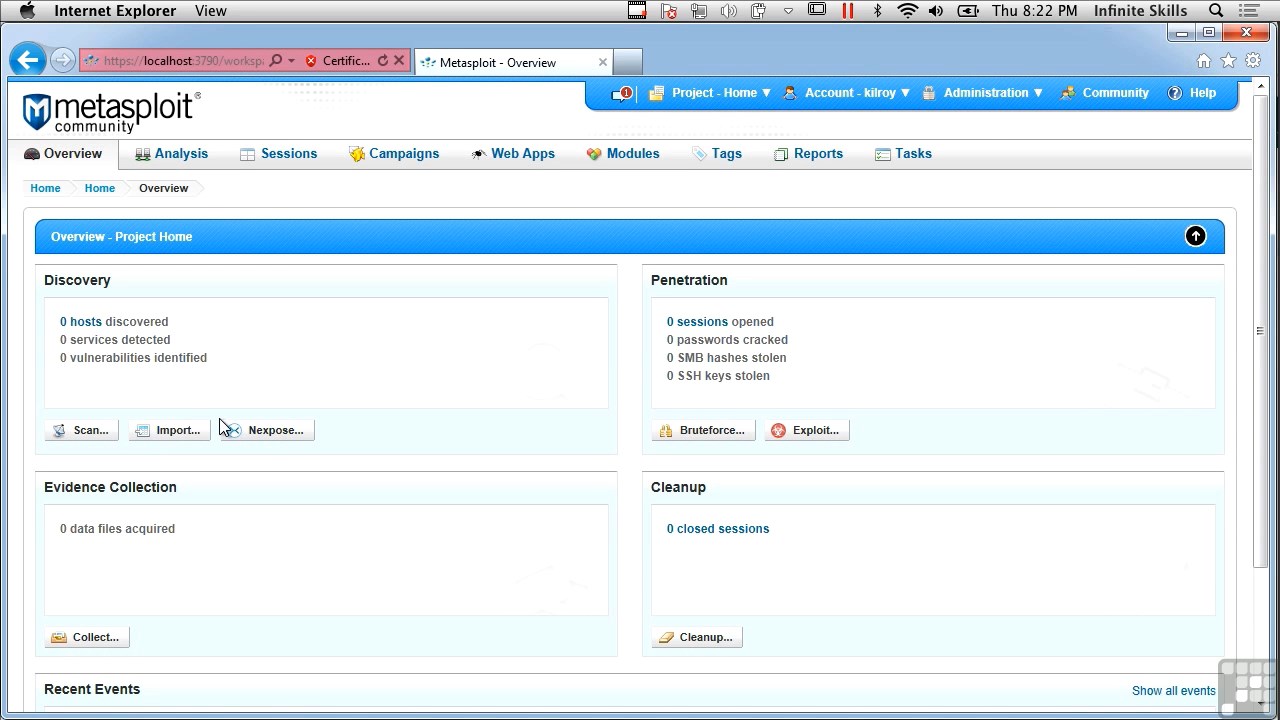 Internet Explorer View Thu 8:22 PM Infinite Skills
https://localhost:3790/worksp Certific... Metasploit - Overview
metasploit®
community
1 Project - Home ▼ Account - kilroy ▼ Administration ▼ Community Help
Overview Analysis Sessions Campaigns Web Apps Modules Tags Reports Tasks
Home Home Overview
Overview - Project Home
Discovery
0 hosts discovered
0 services detected
0 vulnerabilities identified
Scan... Import... Nexpose...
Penetration
0 sessions opened
0 passwords cracked
0 SMB hashes stolen
0 SSH keys stolen
Bruteforce... Exploit...
Evidence Collection
0 data files acquired
Collect...
Cleanup
0 closed sessions
Cleanup...
Recent Events Show all events